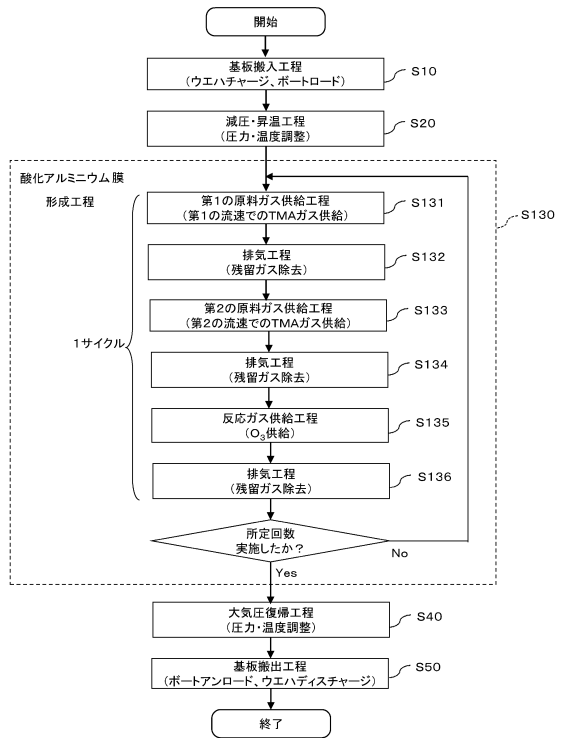 開始
基板搬入工程
(ウエハチャージ、ボートロード)
S10
減圧・昇温工程
(圧力・温度調整)
S20
酸化アルミニウム膜
形成工程
S130
1サイクル
第1の原料ガス供給工程
(第1の流速でのTMAガス供給)
S131
排気工程
(残留ガス除去)
S132
第2の原料ガス供給工程
(第2の流速でのTMAガス供給)
S133
排気工程
(残留ガス除去)
S134
反応ガス供給工程
(O₃供給)
S135
排気工程
(残留ガス除去)
S136
所定回数
実施したか?
No
Yes
大気圧復帰工程
(圧力・温度調整)
S40
基板搬出工程
(ボートアンロード、ウエハディスチャージ)
S50
終了